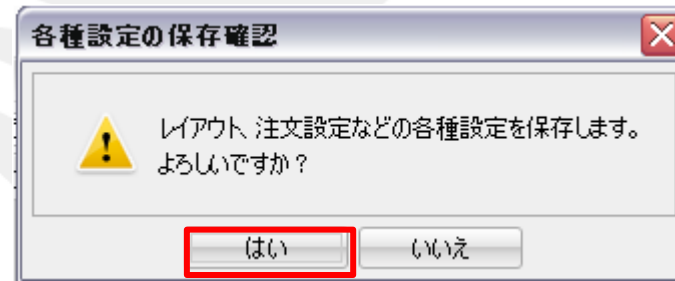 各種設定の保存確認
レイアウト、注文設定などの各種設定を保存します。
よろしいですか？
はい
いいえ